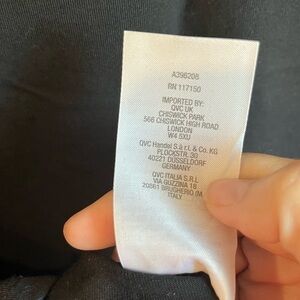 A396208
RN 117150
IMPORTED BY:
QVC UK
CHISWICK PARK
566 CHISWICK HIGH ROAD
LONDON
W4 5XU
QVC Handel S.à r.l. & Co. KG
PLOCKSTR. 30
40221 DÜSSELDORF
GERMANY
QVC ITALIA S.R.L
VIA GUZZINA 18
20861 BRUGHERIO (M
ITALY